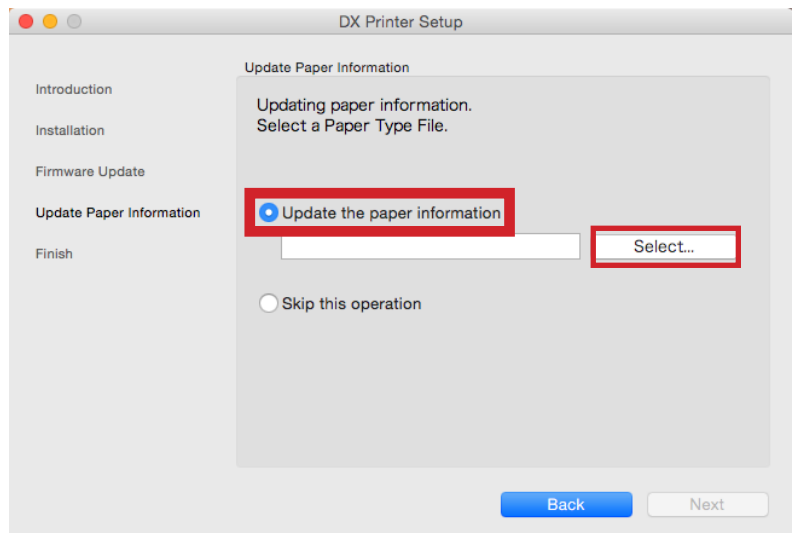 DX Printer Setup
Introduction
Installation
Firmware Update
Update Paper Information
Finish
Update Paper Information
Updating paper information.
Select a Paper Type File.
Update the paper information
Select...
Skip this operation
Back
Next